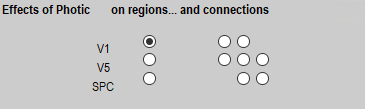 Effects of Photic on regions... and connections
V1
V5
SPC